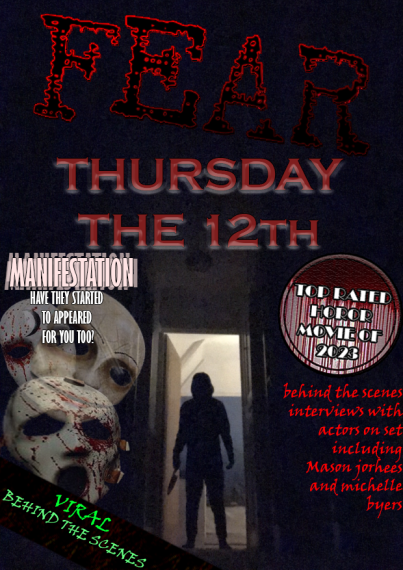 FEAR
THURSDAY
THE 12TH
MANIFESTATION
HAVE THEY STARTED
TO APPEARED
FOR YOU TOO!
TOP RATED
HOROR
MOVIE OF
2023
behind the scenes
interviews with
actors on set
including
Mason jorhees
and michelle
byers
VIRAL
BEHIND THE SCENES